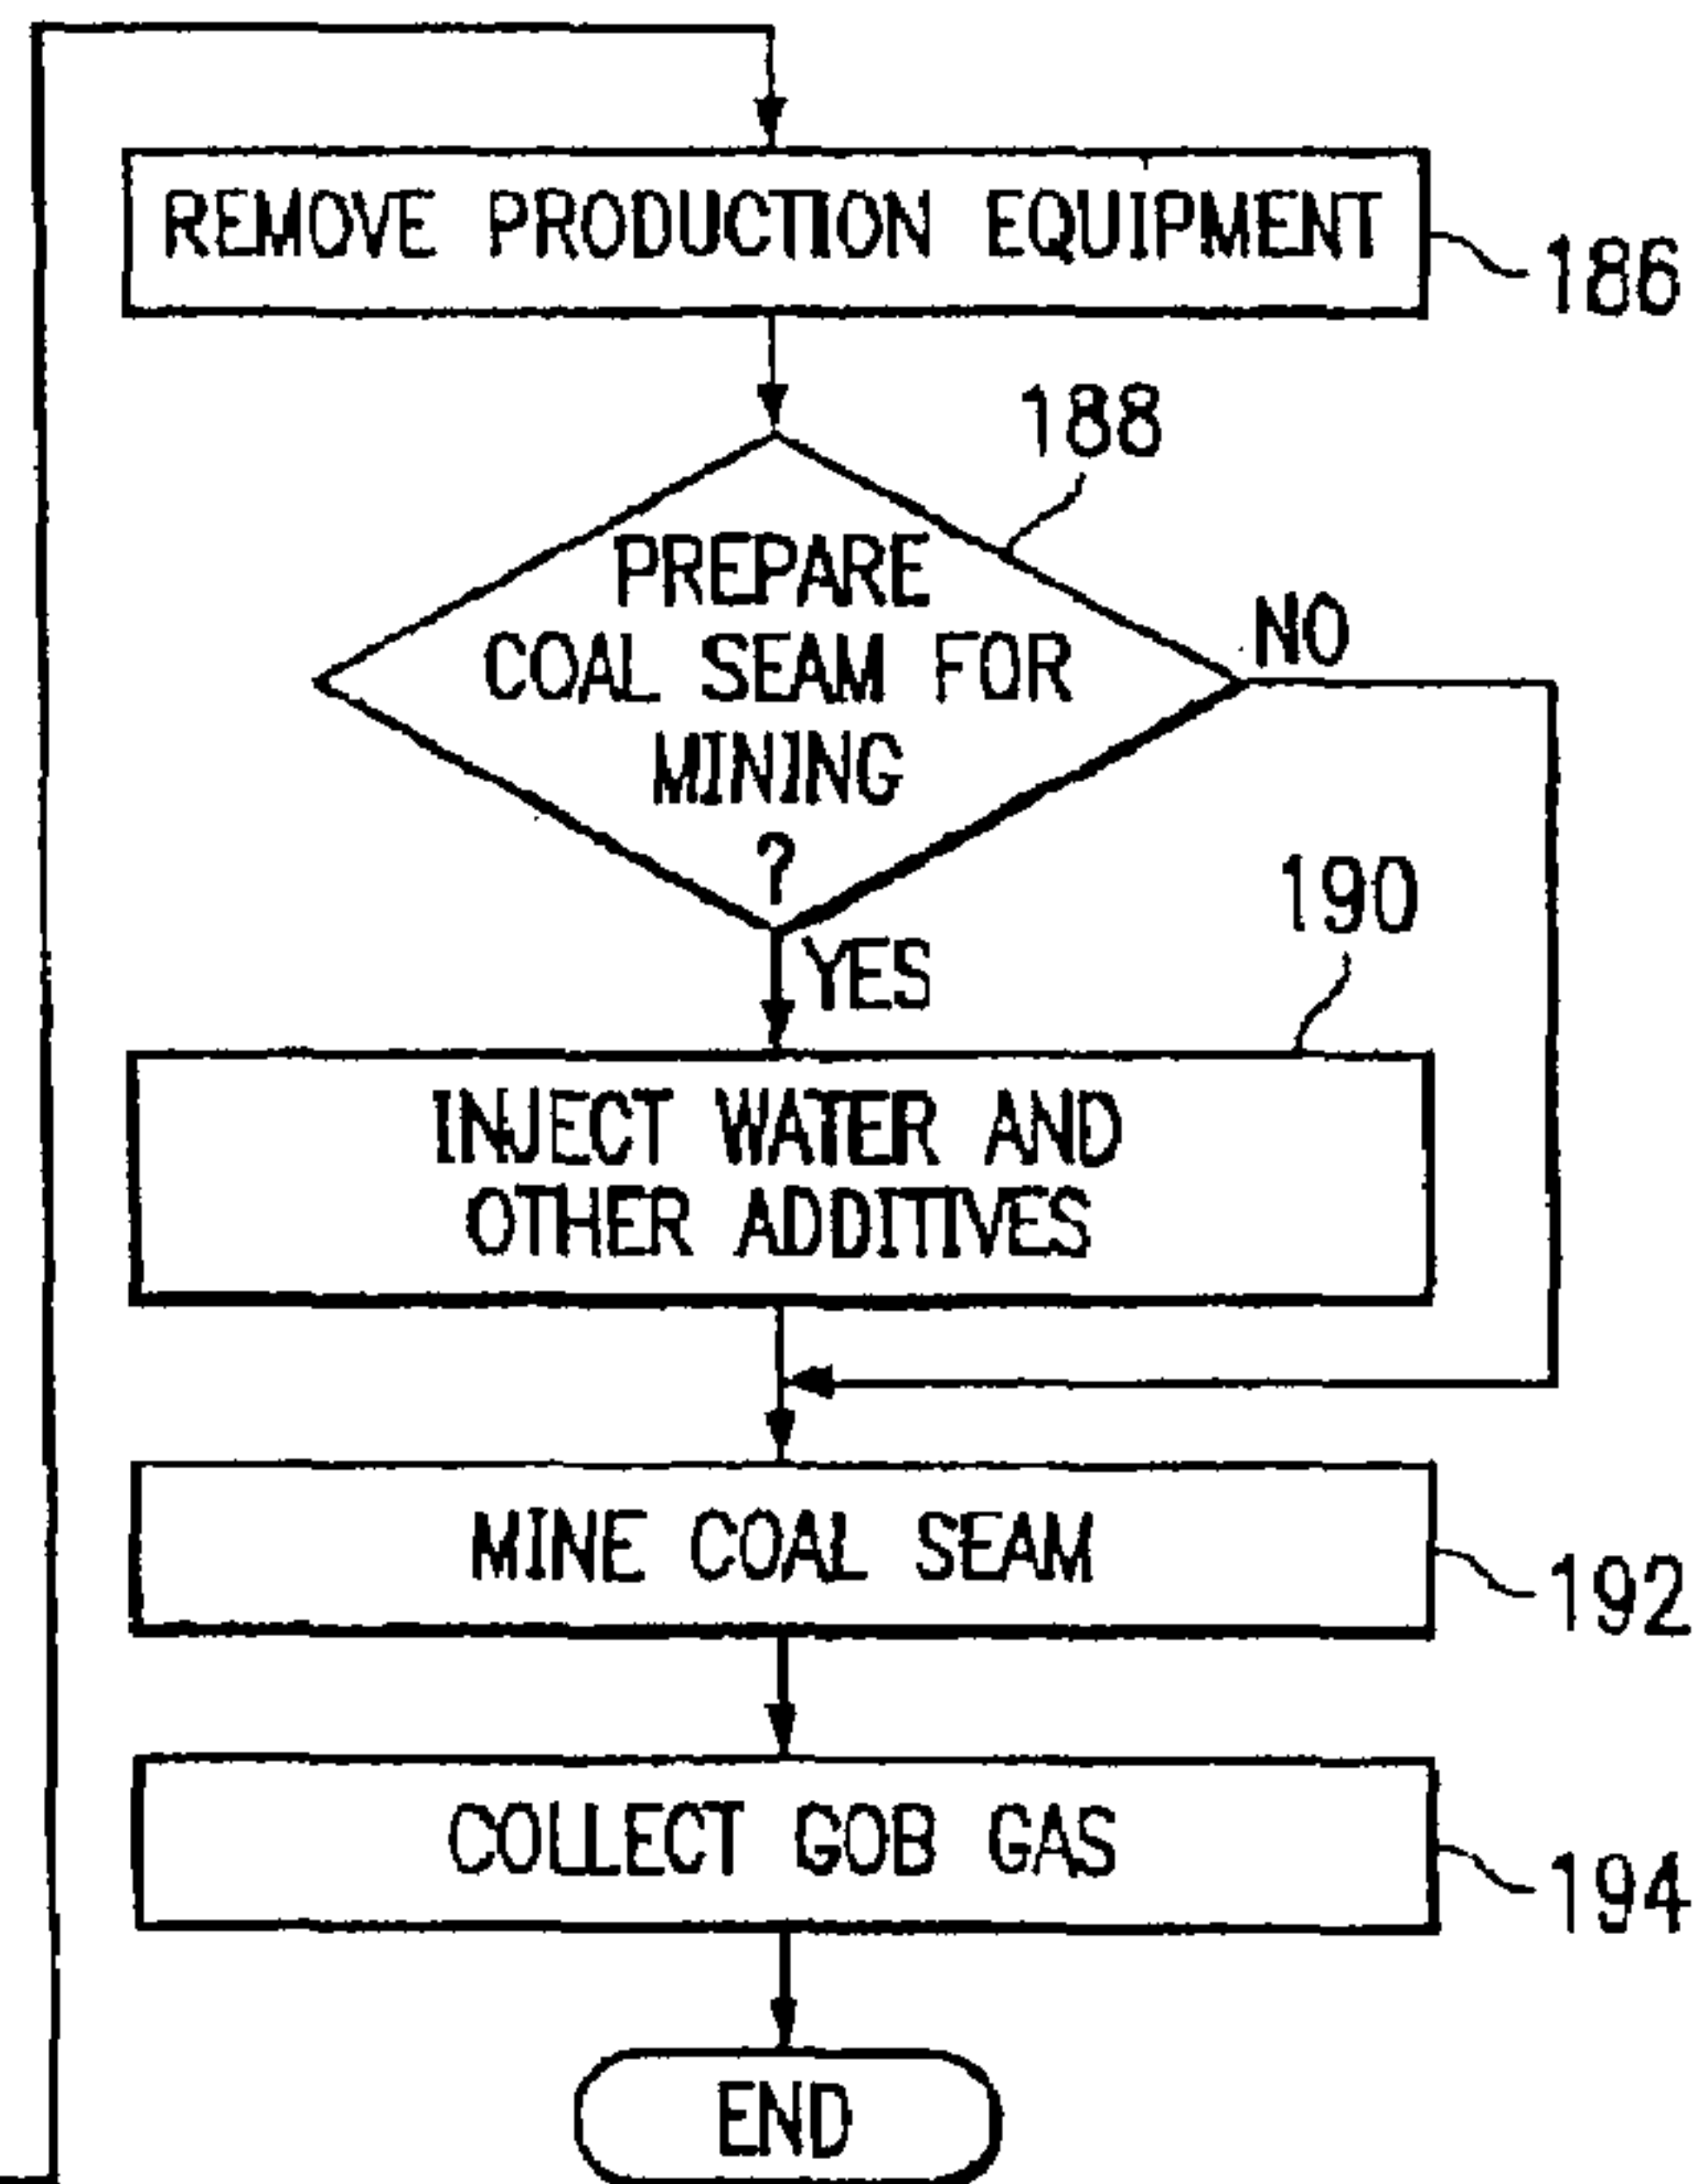 REMOVE PRODUCTION EQUIPMENT
186
188
PREPARE
COAL SEAM FOR
MINING
?
NO
YES
190
INJECT WATER AND
OTHER ADDITIVES
MINE COAL SEAM
192
COLLECT GOB GAS
194
END